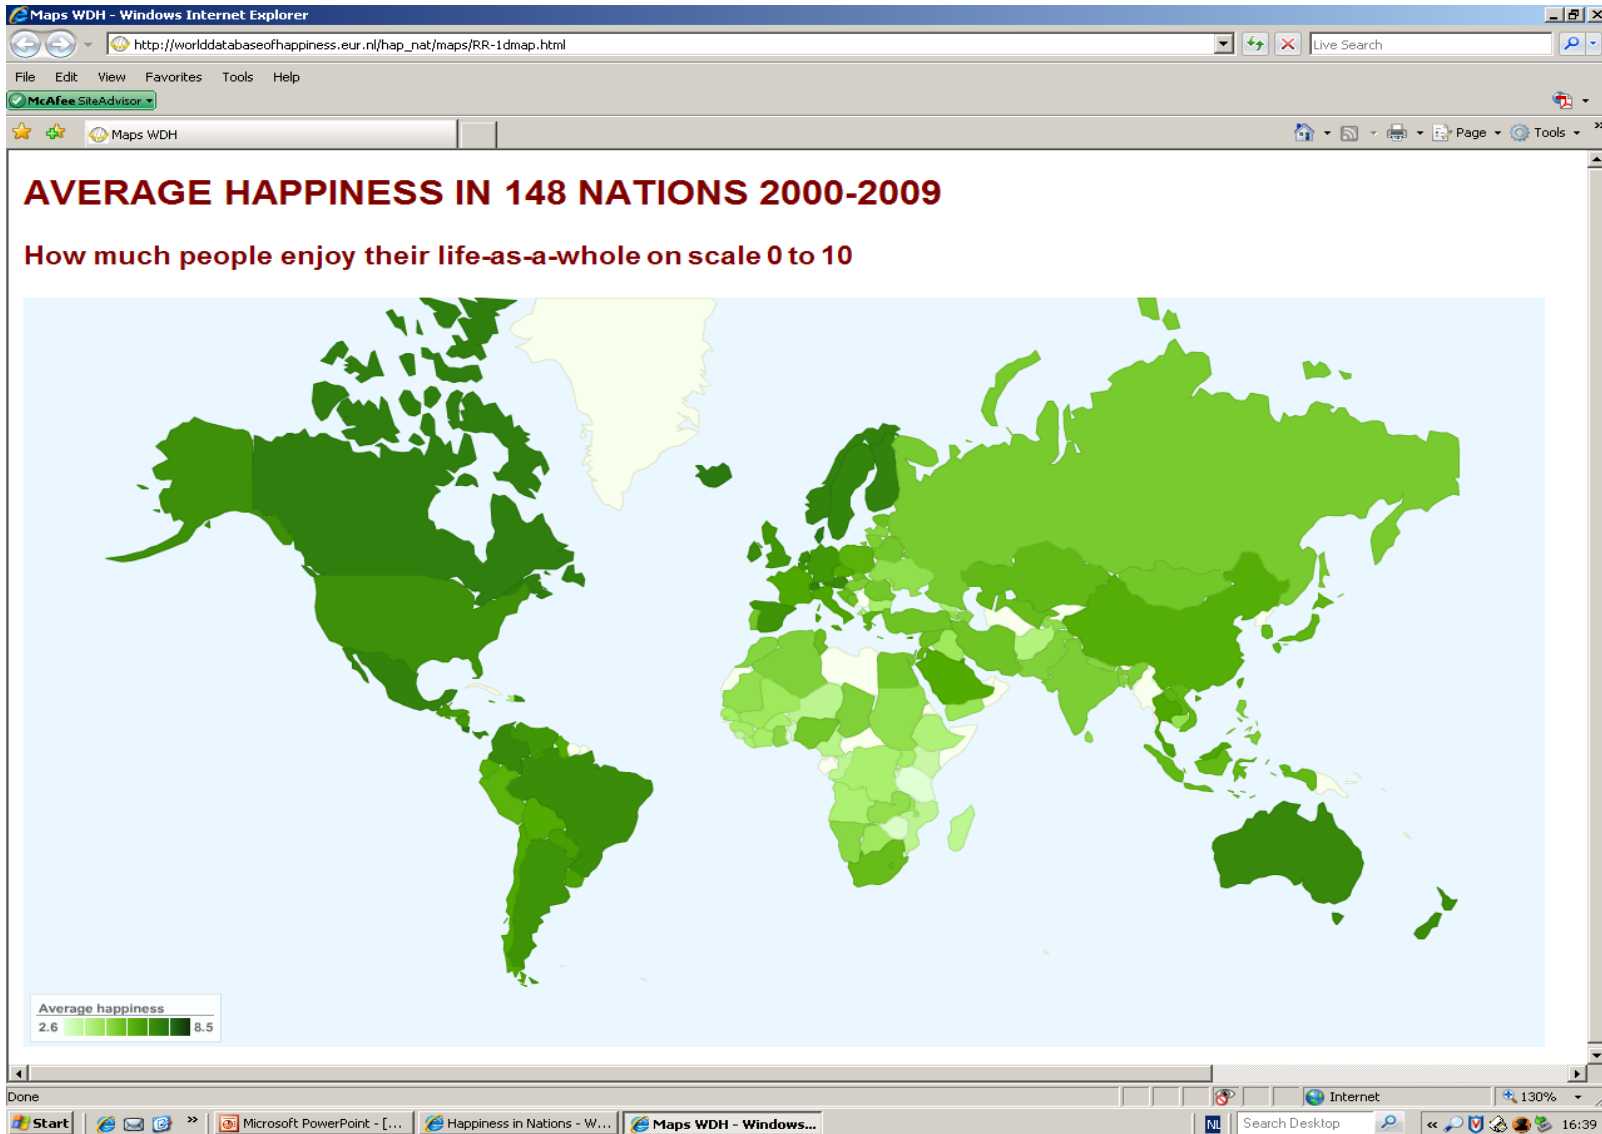 Maps WDH - Windows Internet Explorer
http://worlddatabaseofhappiness.eur.nl/hap_nat/maps/RR-1dmap.html
Live Search
File Edit View Favorites Tools Help
McAfee SiteAdvisor
Maps WDH
Page Tools
AVERAGE HAPPINESS IN 148 NATIONS 2000-2009
How much people enjoy their life-as-a-whole on scale 0 to 10
Average happiness
2.6 8.5
Done
Internet
130%
Start
Microsoft PowerPoint - [...
Happiness in Nations - W...
Maps WDH - Windows...
NL
Search Desktop
16:39